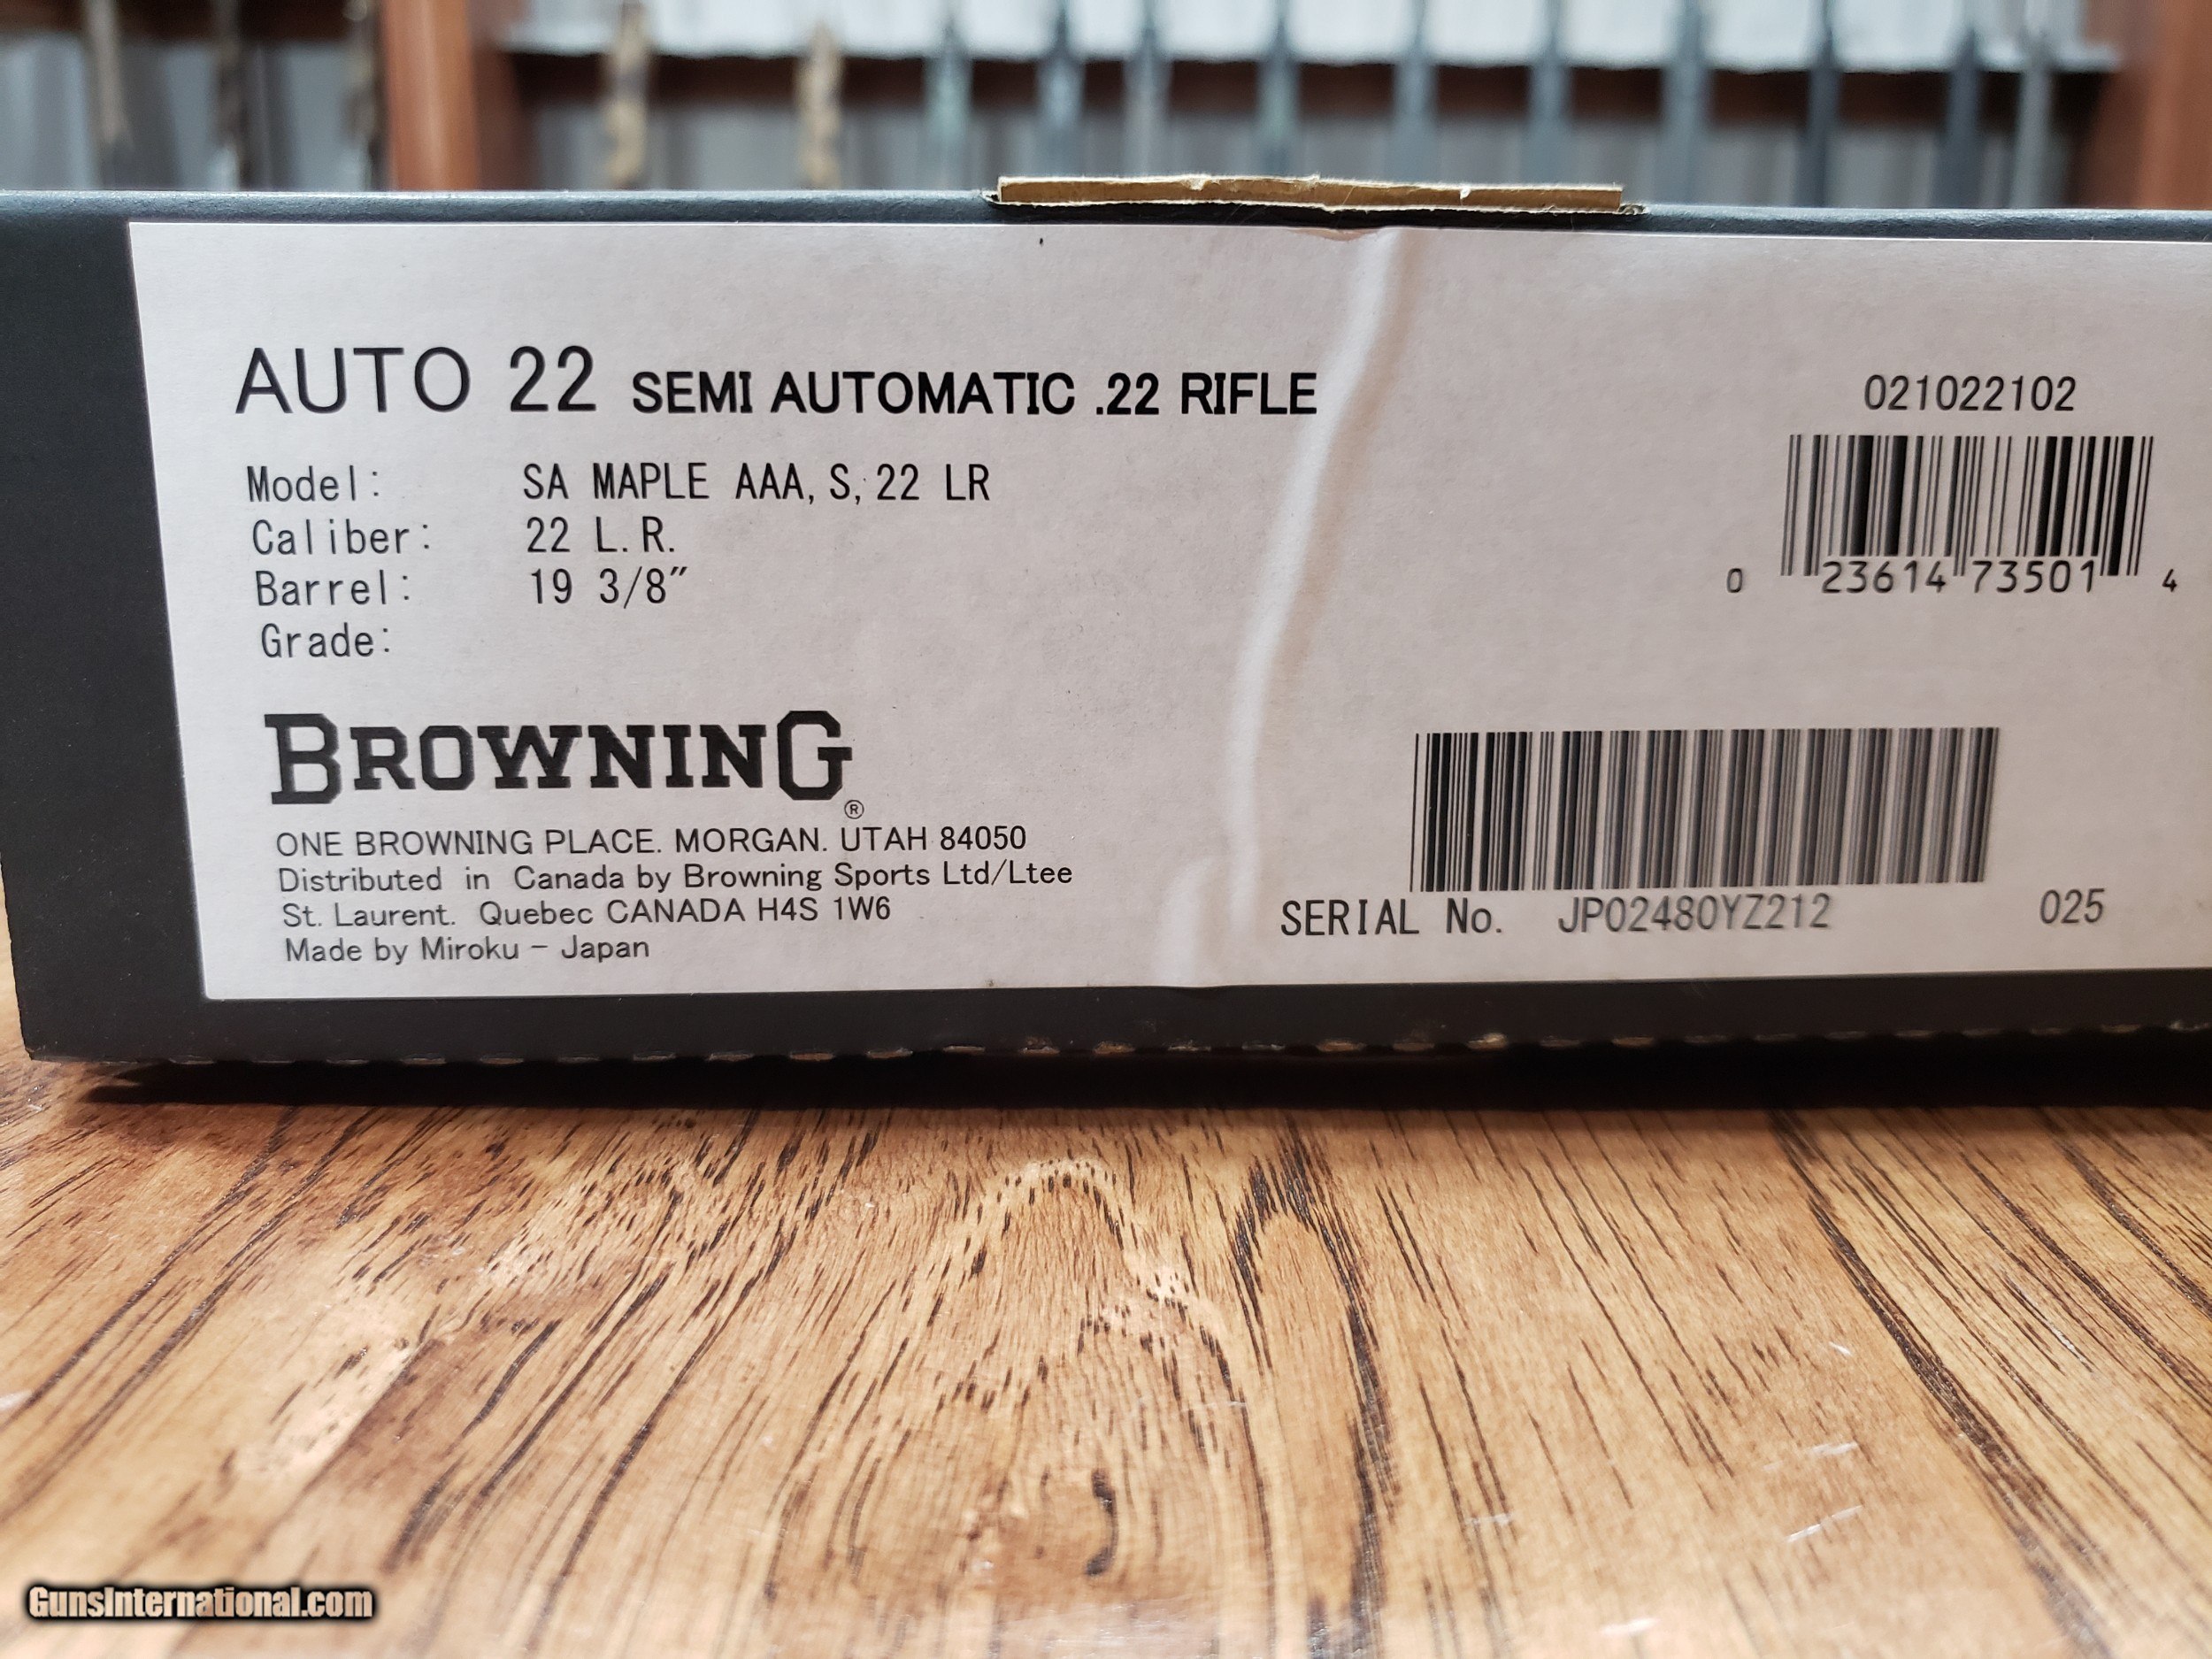 AUTO 22 SEMI AUTOMATIC .22 RIFLE
Model: SA MAPLE AAA, S, 22 LR
Caliber: 22 L.R.
Barrel: 19 3/8"
Grade:
BROWNING®
ONE BROWNING PLACE. MORGAN. UTAH 84050
Distributed in Canada by Browning Sports Ltd/Ltee
St. Laurent. Quebec CANADA H4S 1W6
Made by Miroku - Japan
021022102
0 23614 73501 4
SERIAL No. JP02480YZ212 025
GunsInternational.com